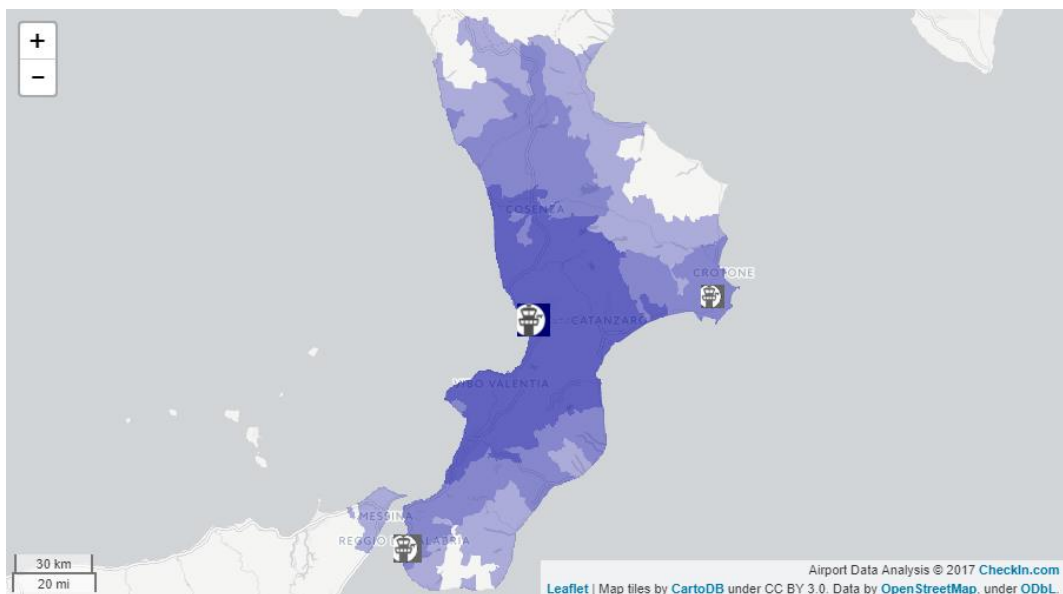 +
−
COSENZA
CROTONE
CATANZARO
VIBO VALENTIA
MESSINA
REGGIO
ALABRIA
30 km
20 mi
Airport Data Analysis © 2017 CheckIn.com
Leaflet | Map tiles by CartoDB under CC BY 3.0. Data by OpenStreetMap, under ODbL.